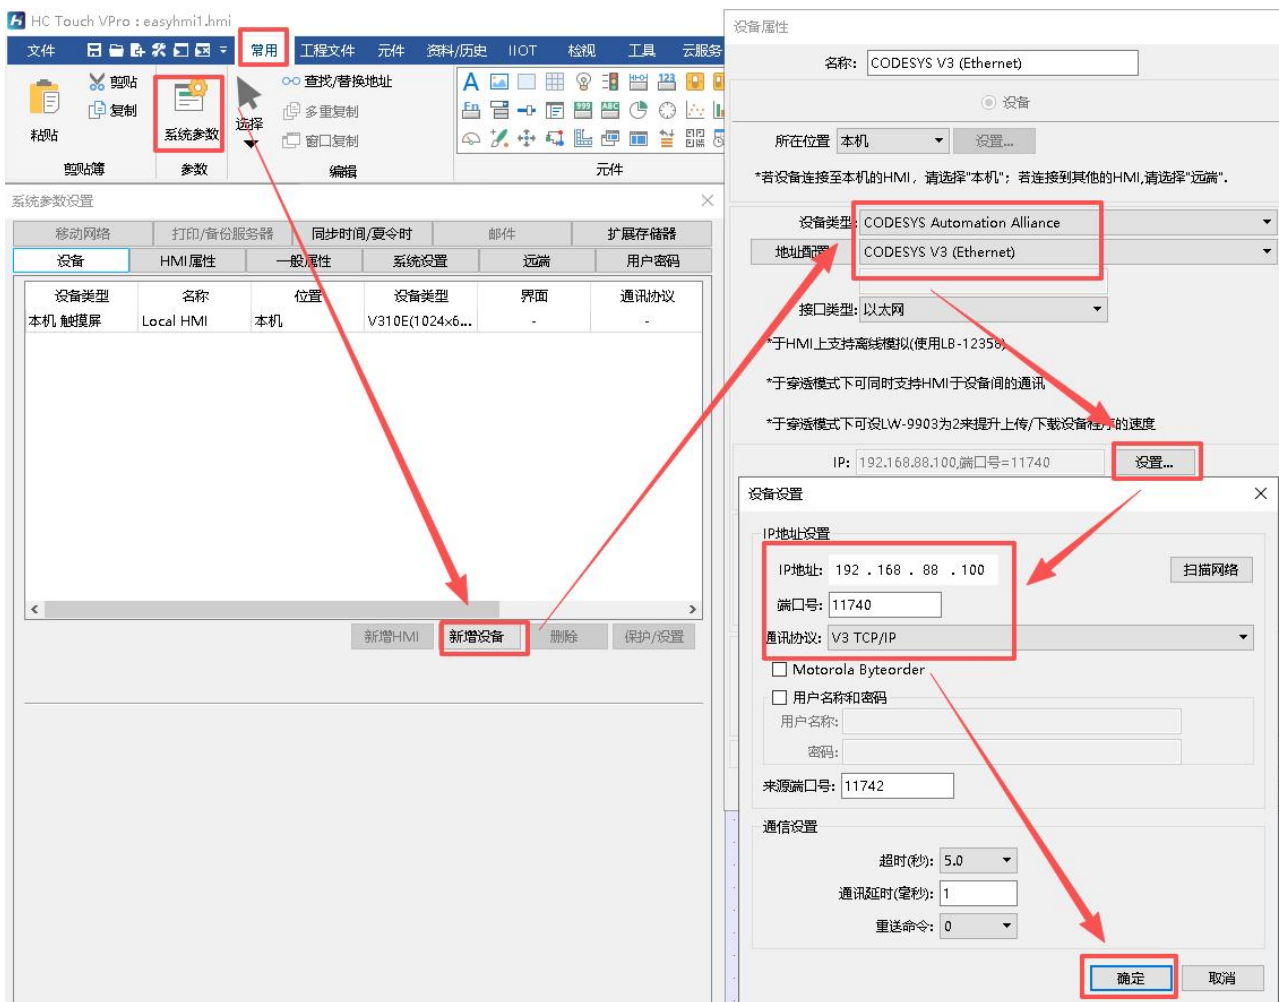 HC Touch VPro : easyhmi1.hmi
文件 常用 工程文件 元件 资料/历史 IIOT 检视 工具 云服务
粘贴
剪贴
复制
剪贴簿
系统参数
参数
选择
查找/替换地址
多重复制
窗口复制
编辑
元件
系统参数设置
移动网络 打印/备份服务器 同步时间/夏令时 邮件 扩展存储器
设备 HMI属性 一般属性 系统设置 远端 用户密码
设备类型 名称 位置 设备类型 界面 通讯协议
本机 触摸屏 Local HMI 本机 V310E(1024x6... - -
新增HMI 新增设备 删除 保护/设置
设备属性
名称: CODESYS V3 (Ethernet)
设备
所在位置 本机 设置...
*若设备连接至本机的HMI，请选择"本机"；若连接到其他的HMI,请选择"远端".
设备类型: CODESYS Automation Alliance
地址配置... CODESYS V3 (Ethernet)
接口类型: 以太网
*于HMI上支持离线模拟(使用LB-12358)
*于穿透模式下可同时支持HMI于设备间的通讯
*于穿透模式下可设LW-9903为2来提升上传/下载设备程序的速度
IP: 192.168.88.100,端口号=11740 设置...
设备设置
IP地址设置
IP地址: 192 . 168 . 88 . 100 扫描网络
端口号: 11740
通讯协议: V3 TCP/IP
Motorola Byteorder
用户名称和密码
用户名称:
密码:
来源端口号: 11742
通信设置
超时(秒): 5.0
通讯延时(毫秒): 1
重送命令: 0
确定 取消